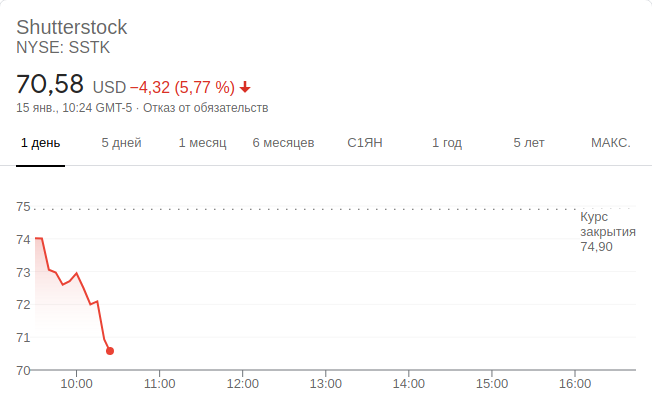 Shutterstock
NYSE: SSTK
70,58 USD −4,32 (5,77 %)
15 янв., 10:24 GMT-5 · Отказ от обязательств
1 день 5 дней 1 месяц 6 месяцев С1ЯН 1 год 5 лет МАКС.
75
Курс
закрытия
74,90
74
73
72
71
70
10:00 11:00 12:00 13:00 14:00 15:00 16:00